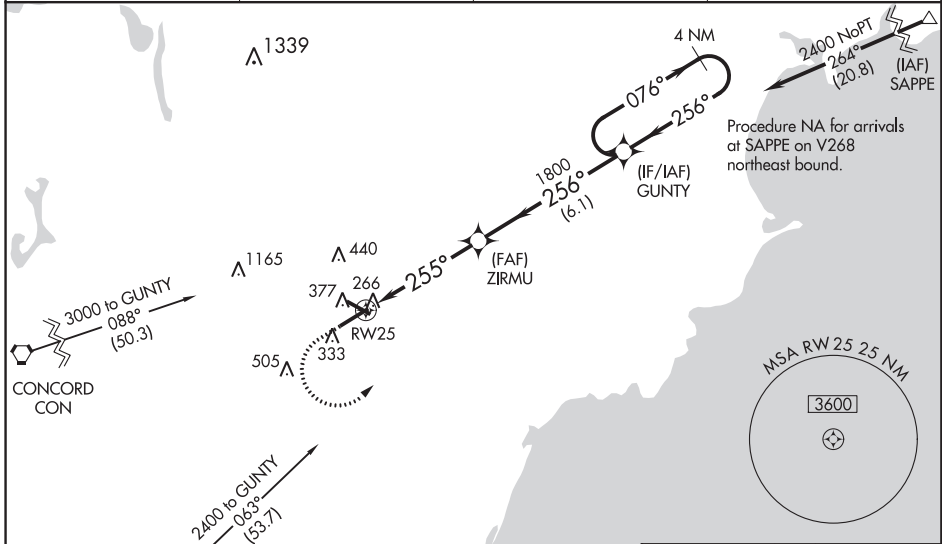 1339
4 NM
2400 NoPT
264°
(20.8)
(IAF)
SAPPE
076°
256°
Procedure NA for arrivals
at SAPPE on V268
northeast bound.
(IF/IAF)
GUNTY
1800
256°
(6.1)
(FAF)
ZIRMU
255°
440
1165
377
266
RW25
333
505
3000 to GUNTY
088°
(50.3)
CONCORD
CON
2400 to GUNTY
063°
(53.7)
MSA RW 25 25 NM
3600